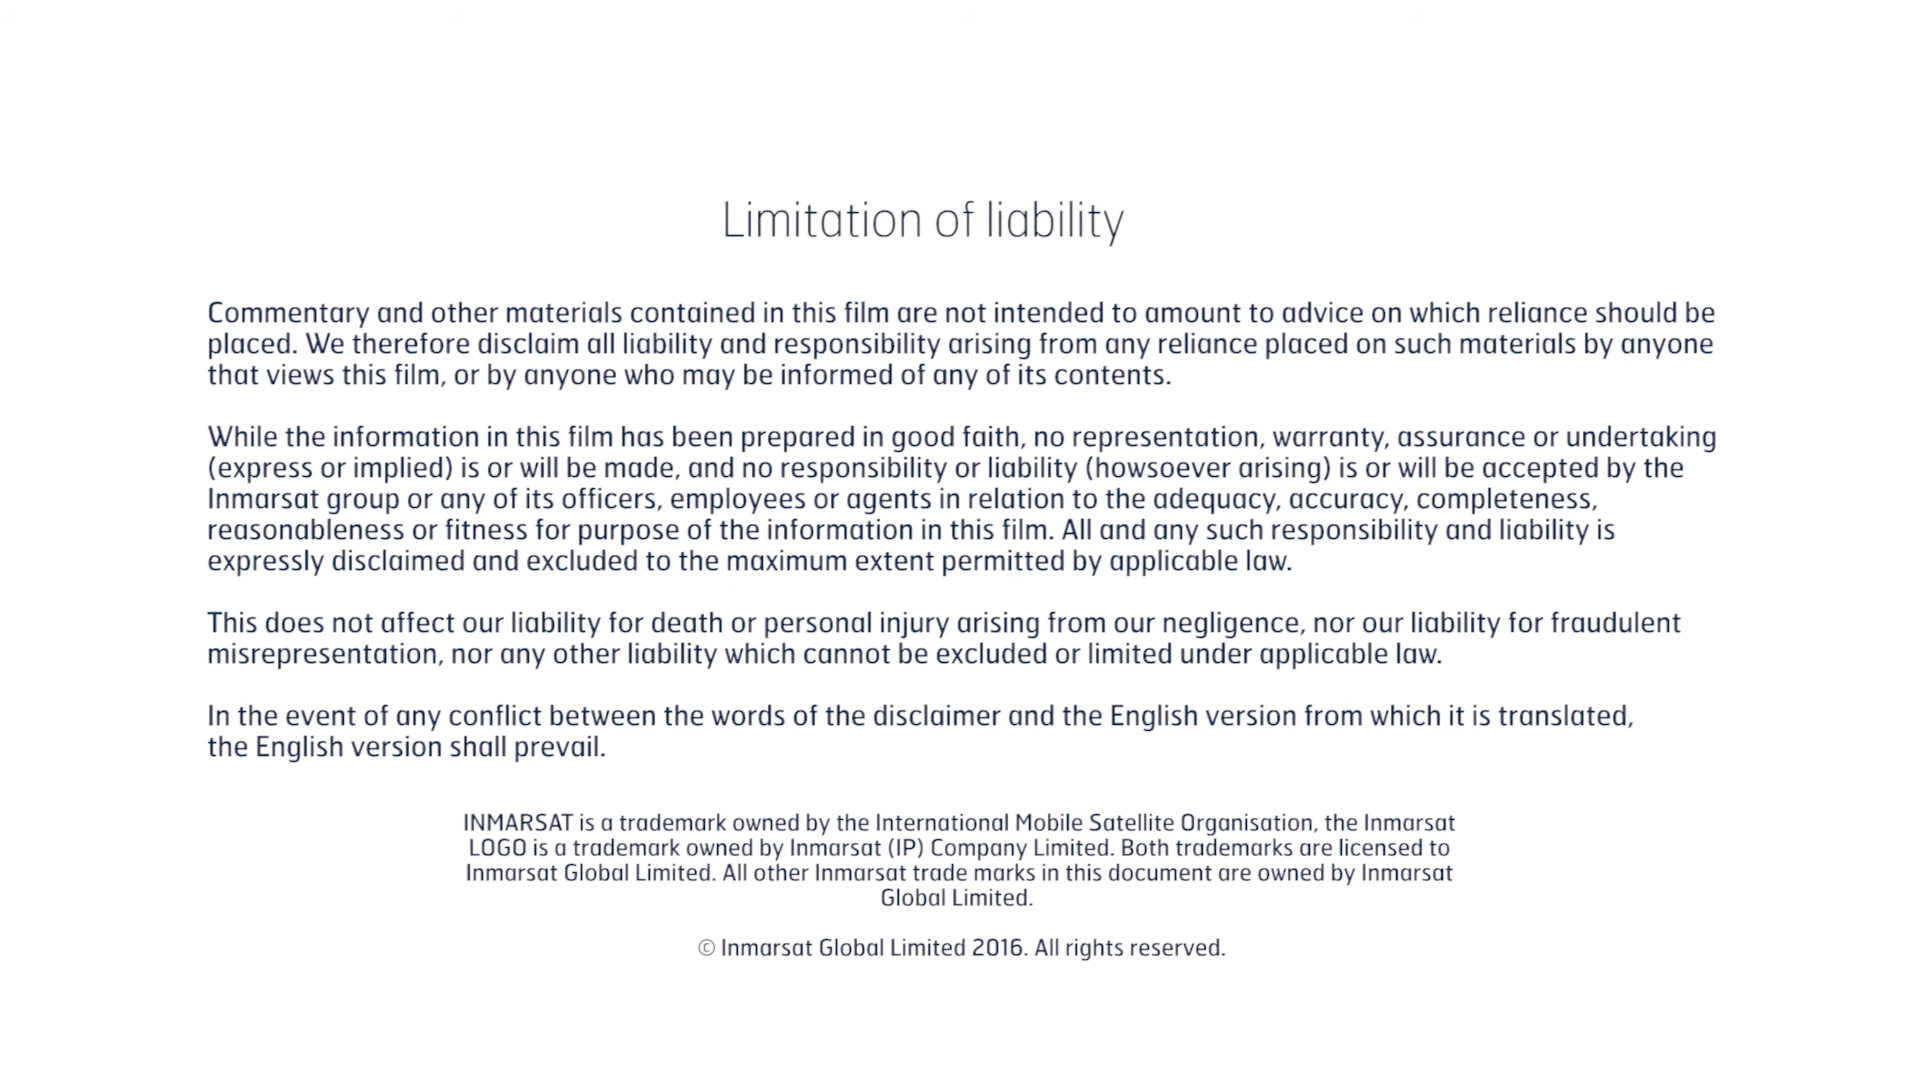 Limitation of liability
Commentary and other materials contained in this film are not intended to amount to advice on which reliance should be
placed. We therefore disclaim all liability and responsibility arising from any reliance placed on such materials by anyone
that views this film, or by anyone who may be informed of any of its contents.
While the information in this film has been prepared in good faith, no representation, warranty, assurance or undertaking
(express or implied) is or will be made, and no responsibility or liability (howsoever arising) is or will be accepted by the
Inmarsat group or any of its officers, employees or agents in relation to the adequacy, accuracy, completeness,
reasonableness or fitness for purpose of the information in this film. All and any such responsibility and liability is
expressly disclaimed and excluded to the maximum extent permitted by applicable law.
This does not affect our liability for death or personal injury arising from our negligence, nor our liability for fraudulent
misrepresentation, nor any other liability which cannot be excluded or limited under applicable law.
In the event of any conflict between the words of the disclaimer and the English version from which it is translated,
the English version shall prevail.
INMARSAT is a trademark owned by the International Mobile Satellite Organisation, the Inmarsat
LOGO is a trademark owned by Inmarsat (IP) Company Limited. Both trademarks are licensed to
Inmarsat Global Limited. All other Inmarsat trade marks in this document are owned by Inmarsat
Global Limited.
© Inmarsat Global Limited 2016. All rights reserved.